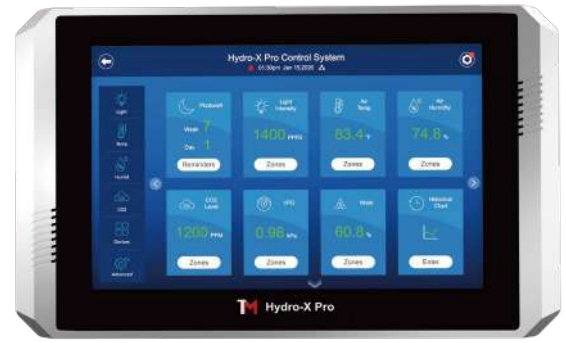 Hydro-X Pro Control System
01:30pm Jan 15,2020
Light
Temp
Humid
CO2
Devices
Advanced
Photocell
Week 7
Day 1
Reminders
Light Intensity
1400 PPFD
Zones
Air Temp
83.4 °F
Zones
Air Humidity
74.8 %
Zones
CO2 Level
1200 PPM
Zones
VPD
0.98 kPa
Zones
60.8 %
Zones
Historical Chart
Enter
TM Hydro-X Pro